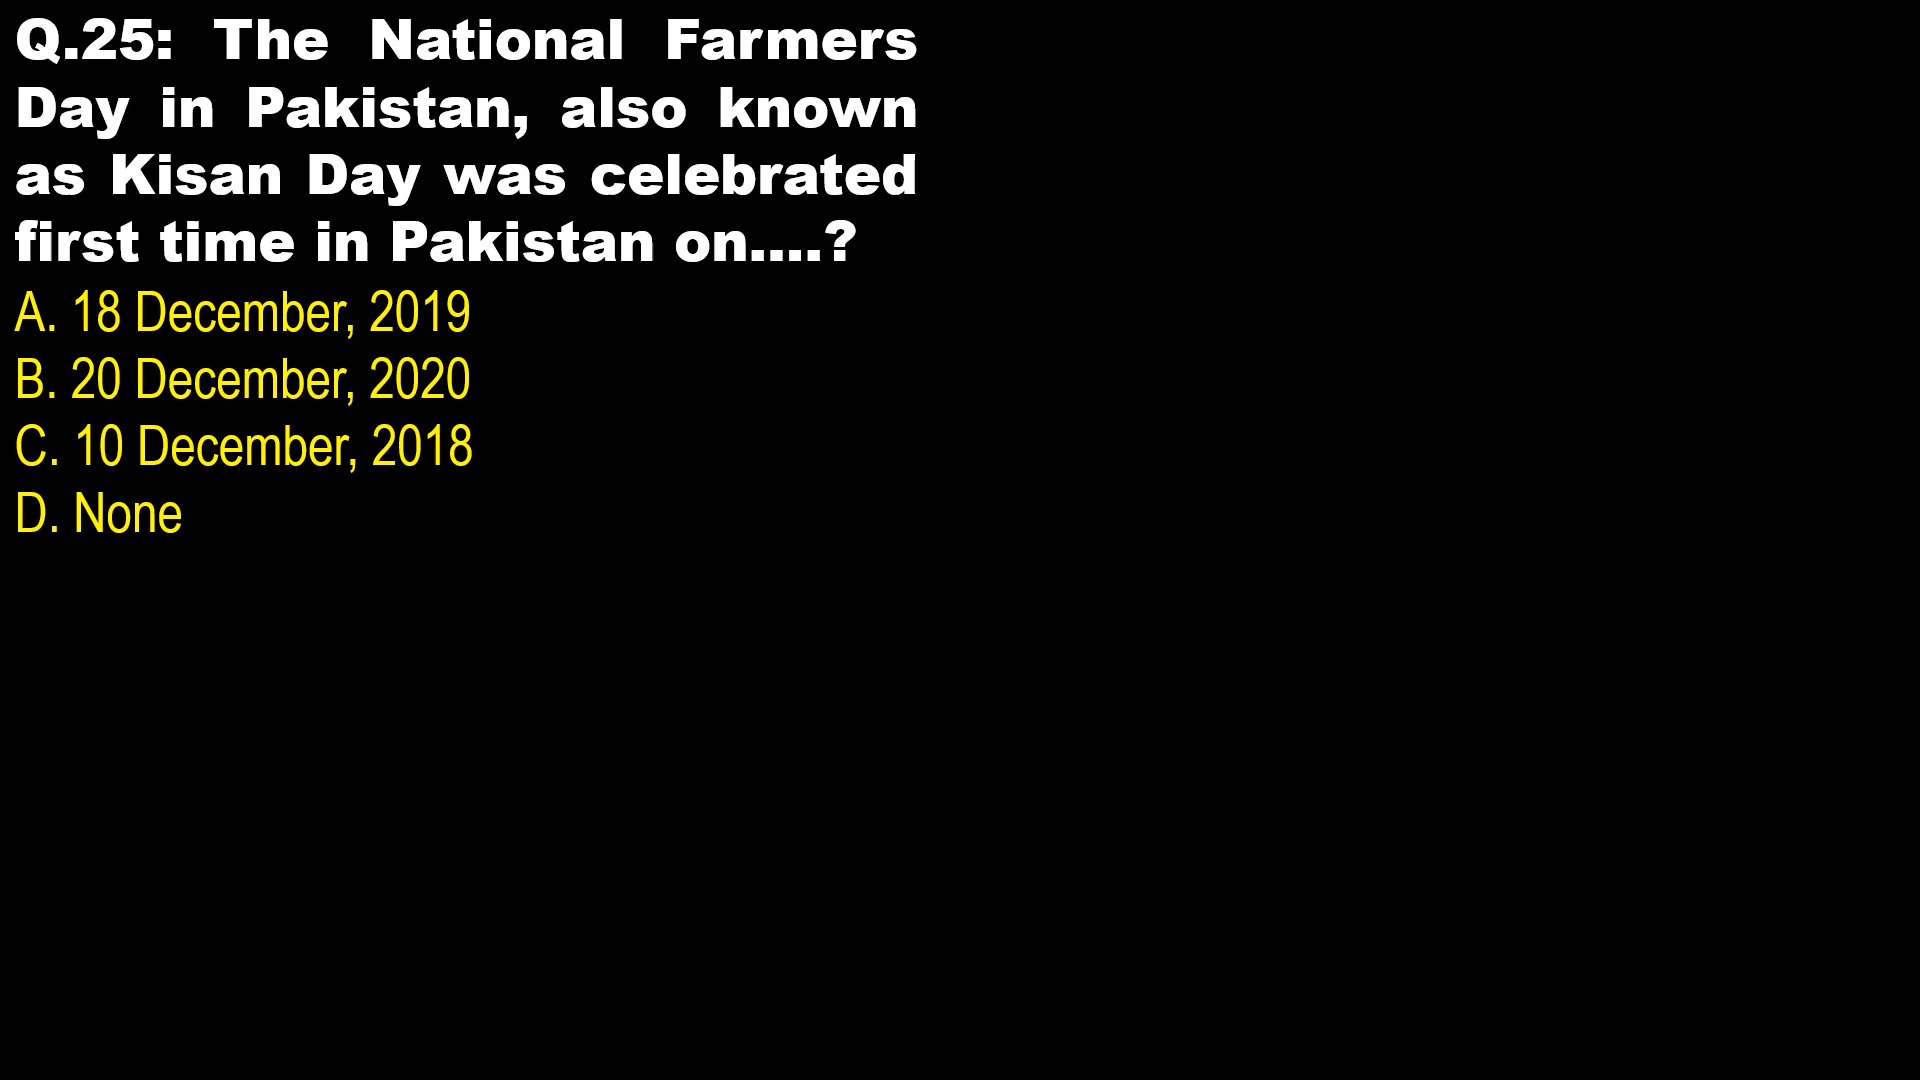 Q.25: The National Farmers
Day in Pakistan, also known
as Kisan Day was celebrated
first time in Pakistan on....?
A. 18 December, 2019
B. 20 December, 2020
C. 10 December, 2018
D. None